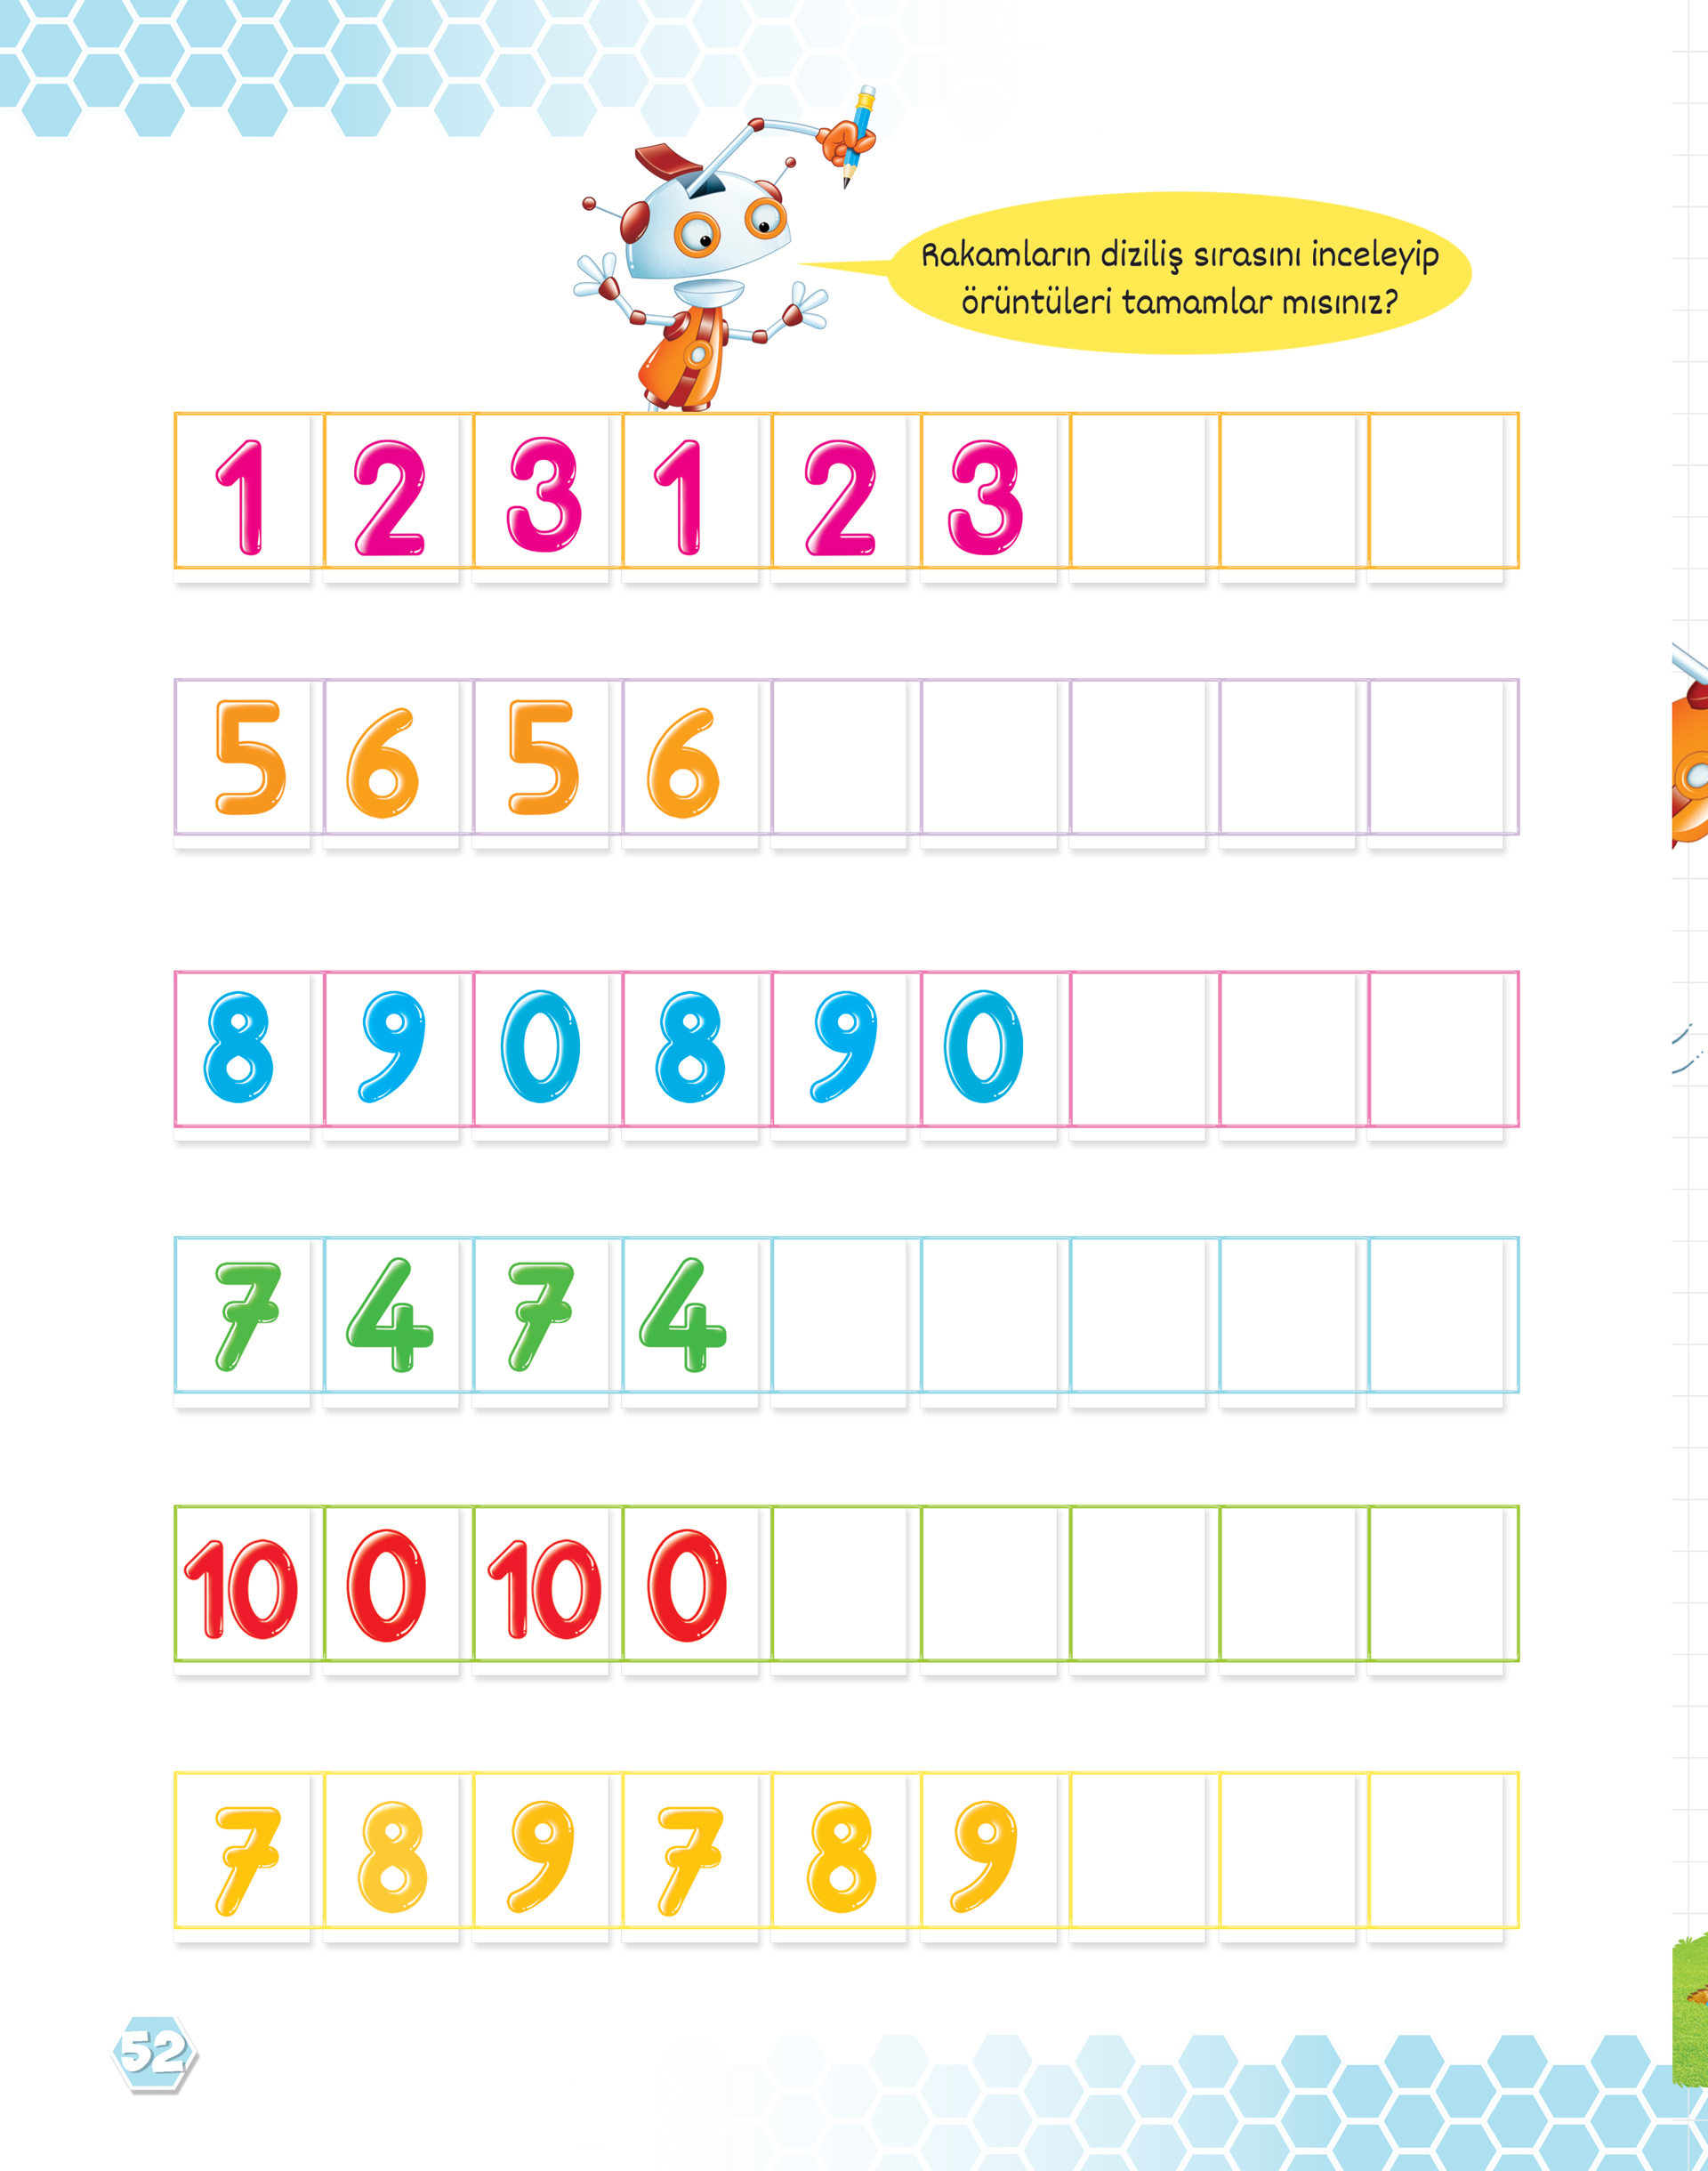 Rakamların diziliş sırasını inceleyip
örüntüleri tamamlar mısınız?
1 2 3 1 2 3
5 6 5 6
8 9 0 8 9 0
7 4 7 4
10 0 10 0
7 8 9 7 8 9
52